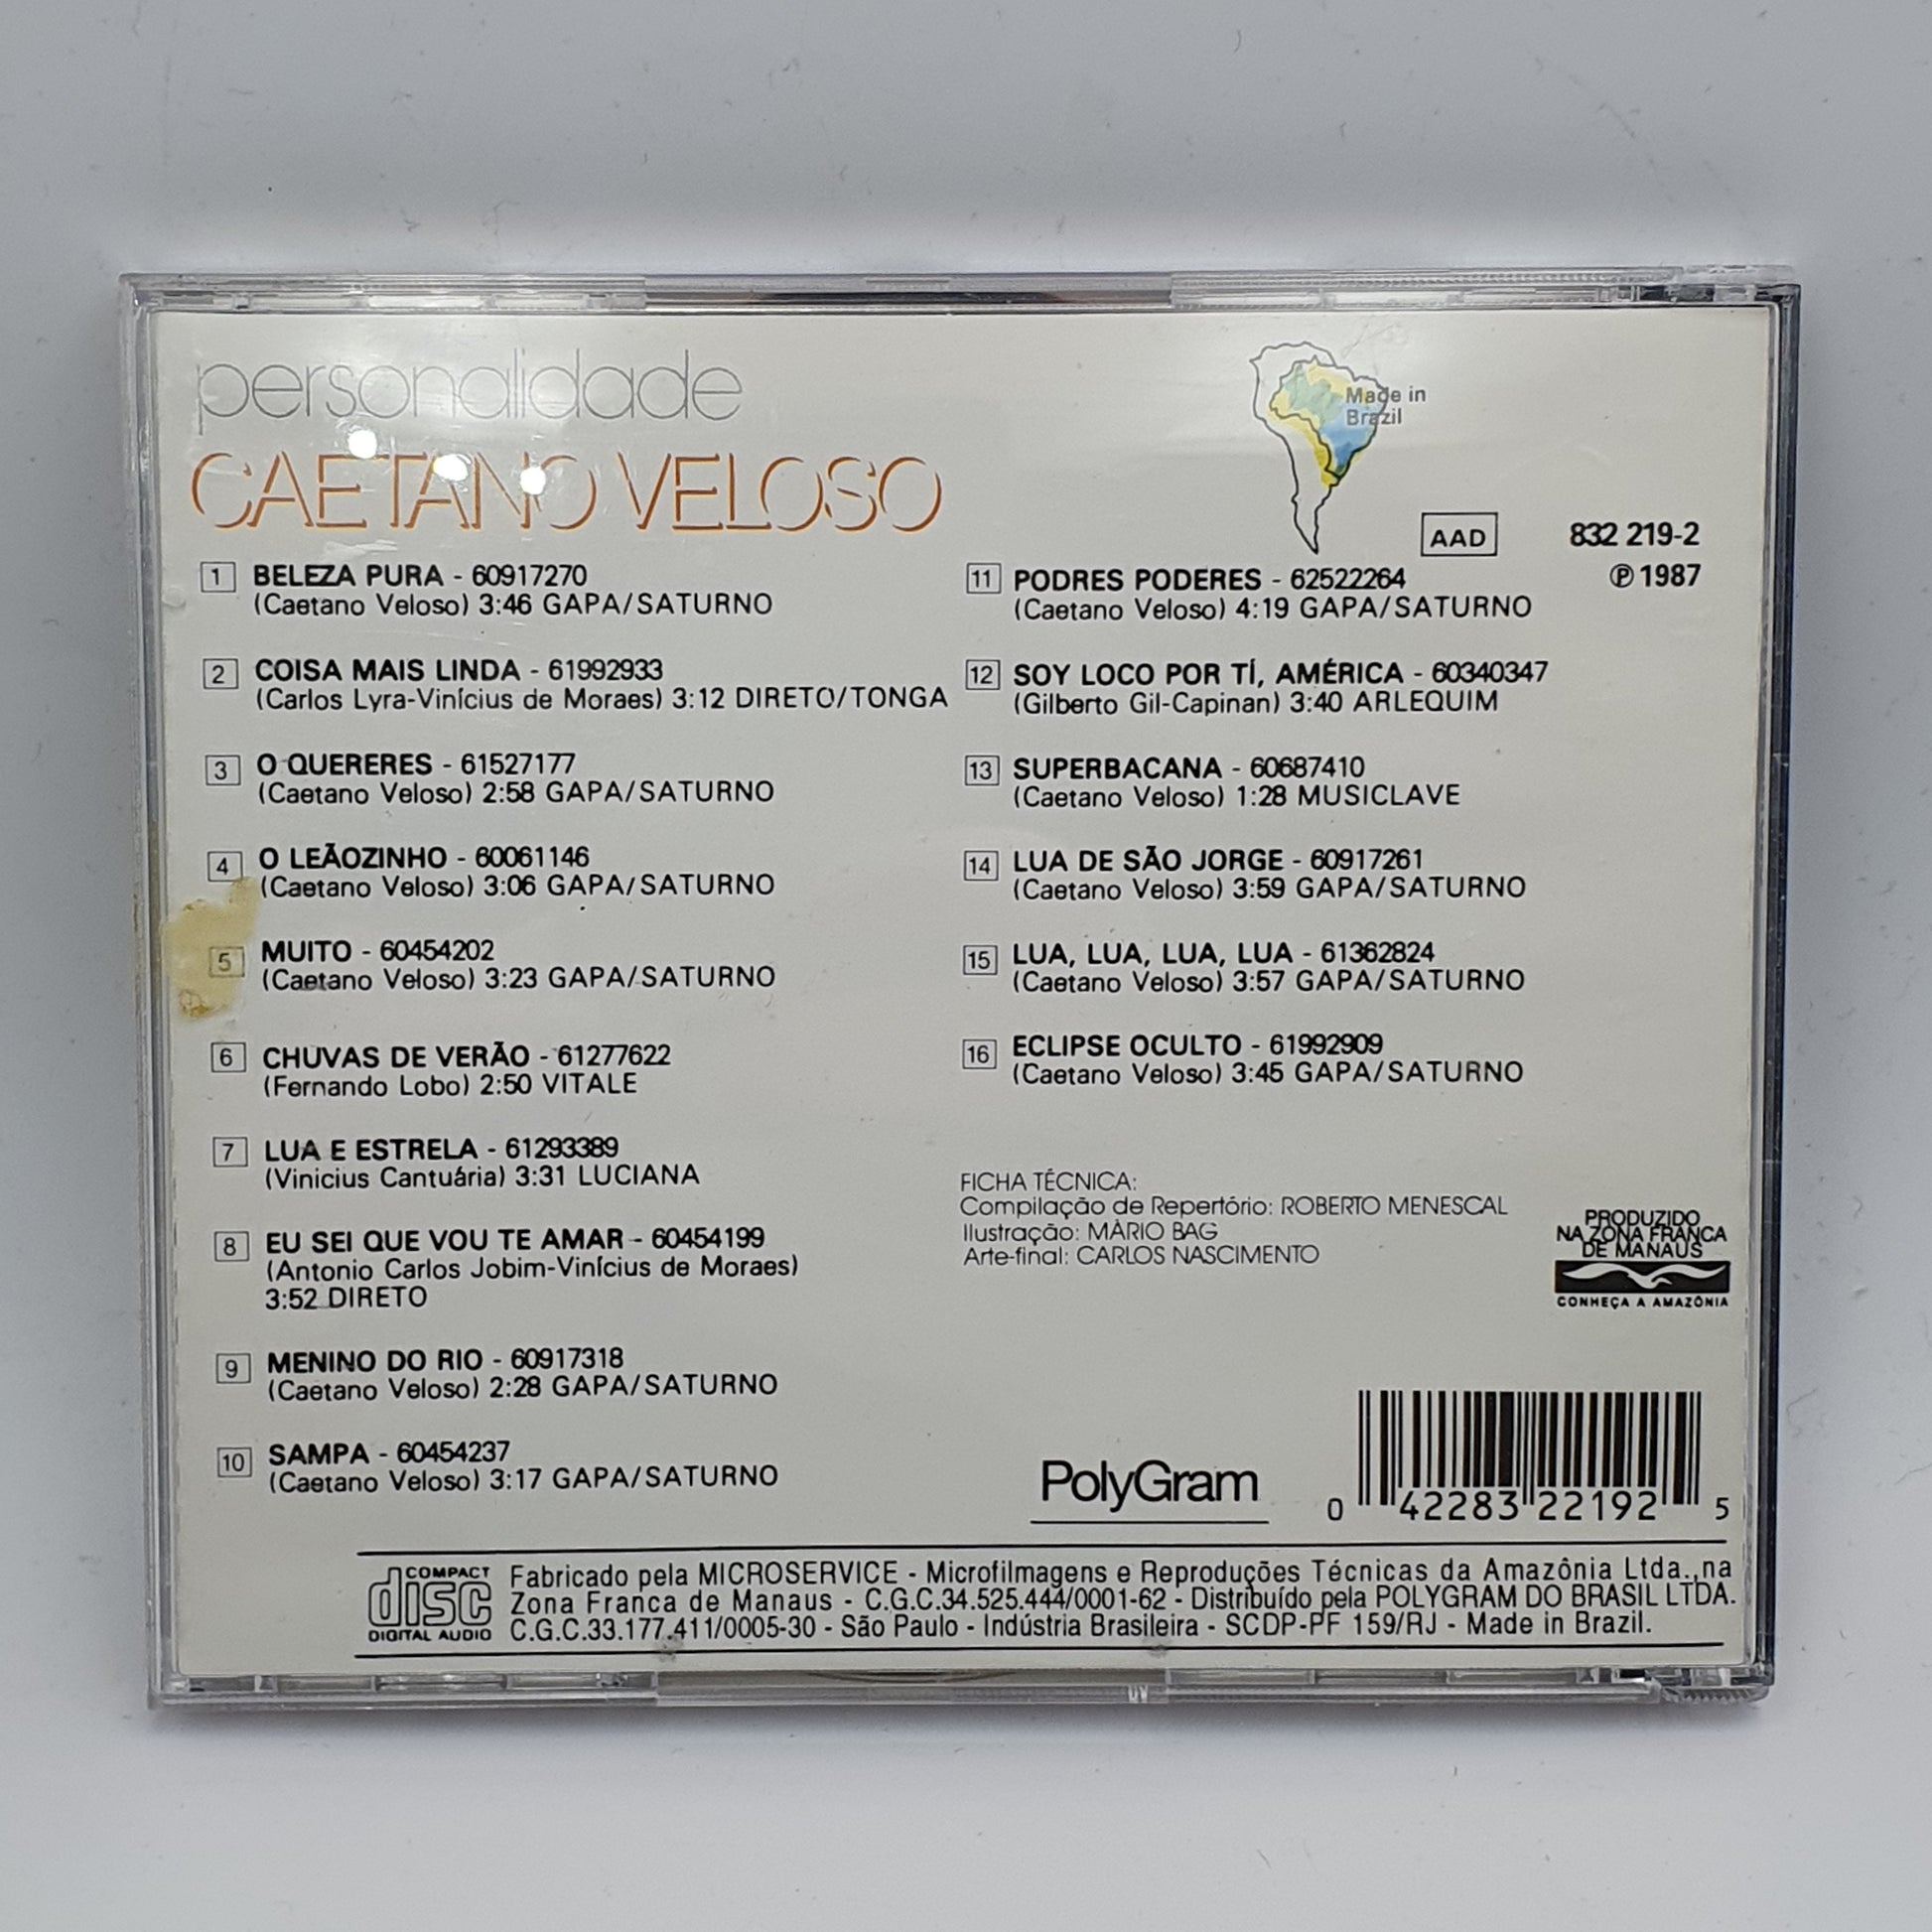 personalidade
CAETANO VELOSO
Made in
Brazil
AAD
832 219-2
℗ 1987
1 BELEZA PURA - 60917270
(Caetano Veloso) 3:46 GAPA/SATURNO
2 COISA MAIS LINDA - 61992933
(Carlos Lyra-Vinícius de Moraes) 3:12 DIRETO/TONGA
3 O QUERERES - 61527177
(Caetano Veloso) 2:58 GAPA/SATURNO
4 O LEÃOZINHO - 60061146
(Caetano Veloso) 3:06 GAPA/SATURNO
5 MUITO - 60454202
(Caetano Veloso) 3:23 GAPA/SATURNO
6 CHUVAS DE VERÃO - 61277622
(Fernando Lobo) 2:50 VITALE
7 LUA E ESTRELA - 61293389
(Vinicius Cantuária) 3:31 LUCIANA
8 EU SEI QUE VOU TE AMAR - 60454199
(Antonio Carlos Jobim-Vinícius de Moraes)
3:52 DIRETO
9 MENINO DO RIO - 60917318
(Caetano Veloso) 2:28 GAPA/SATURNO
10 SAMPA - 60454237
(Caetano Veloso) 3:17 GAPA/SATURNO
11 PODRES PODERES - 62522264
(Caetano Veloso) 4:19 GAPA/SATURNO
12 SOY LOCO POR TÍ, AMÉRICA - 60340347
(Gilberto Gil-Capinan) 3:40 ARLEQUIM
13 SUPERBACANA - 60687410
(Caetano Veloso) 1:28 MUSICLAVE
14 LUA DE SÃO JORGE - 60917261
(Caetano Veloso) 3:59 GAPA/SATURNO
15 LUA, LUA, LUA, LUA - 61362824
(Caetano Veloso) 3:57 GAPA/SATURNO
16 ECLIPSE OCULTO - 61992909
(Caetano Veloso) 3:45 GAPA/SATURNO
FICHA TÉCNICA:
Compilação de Repertório: ROBERTO MENESCAL
Ilustração: MÁRIO BAG
Arte-final: CARLOS NASCIMENTO
PRODUZIDO
NA ZONA FRANCA
DE MANAUS
CONHEÇA A AMAZÔNIA
PolyGram
0 42283 22192 5
COMPACT
disc
DIGITAL AUDIO
Fabricado pela MICROSERVICE - Microfilmagens e Reproduções Técnicas da Amazônia Ltda., na
Zona Franca de Manaus - C.G.C.34.525.444/0001-62 - Distribuído pela POLYGRAM DO BRASIL LTDA.
C.G.C.33.177.411/0005-30 - São Paulo - Indústria Brasileira - SCDP-PF 159/RJ - Made in Brazil.